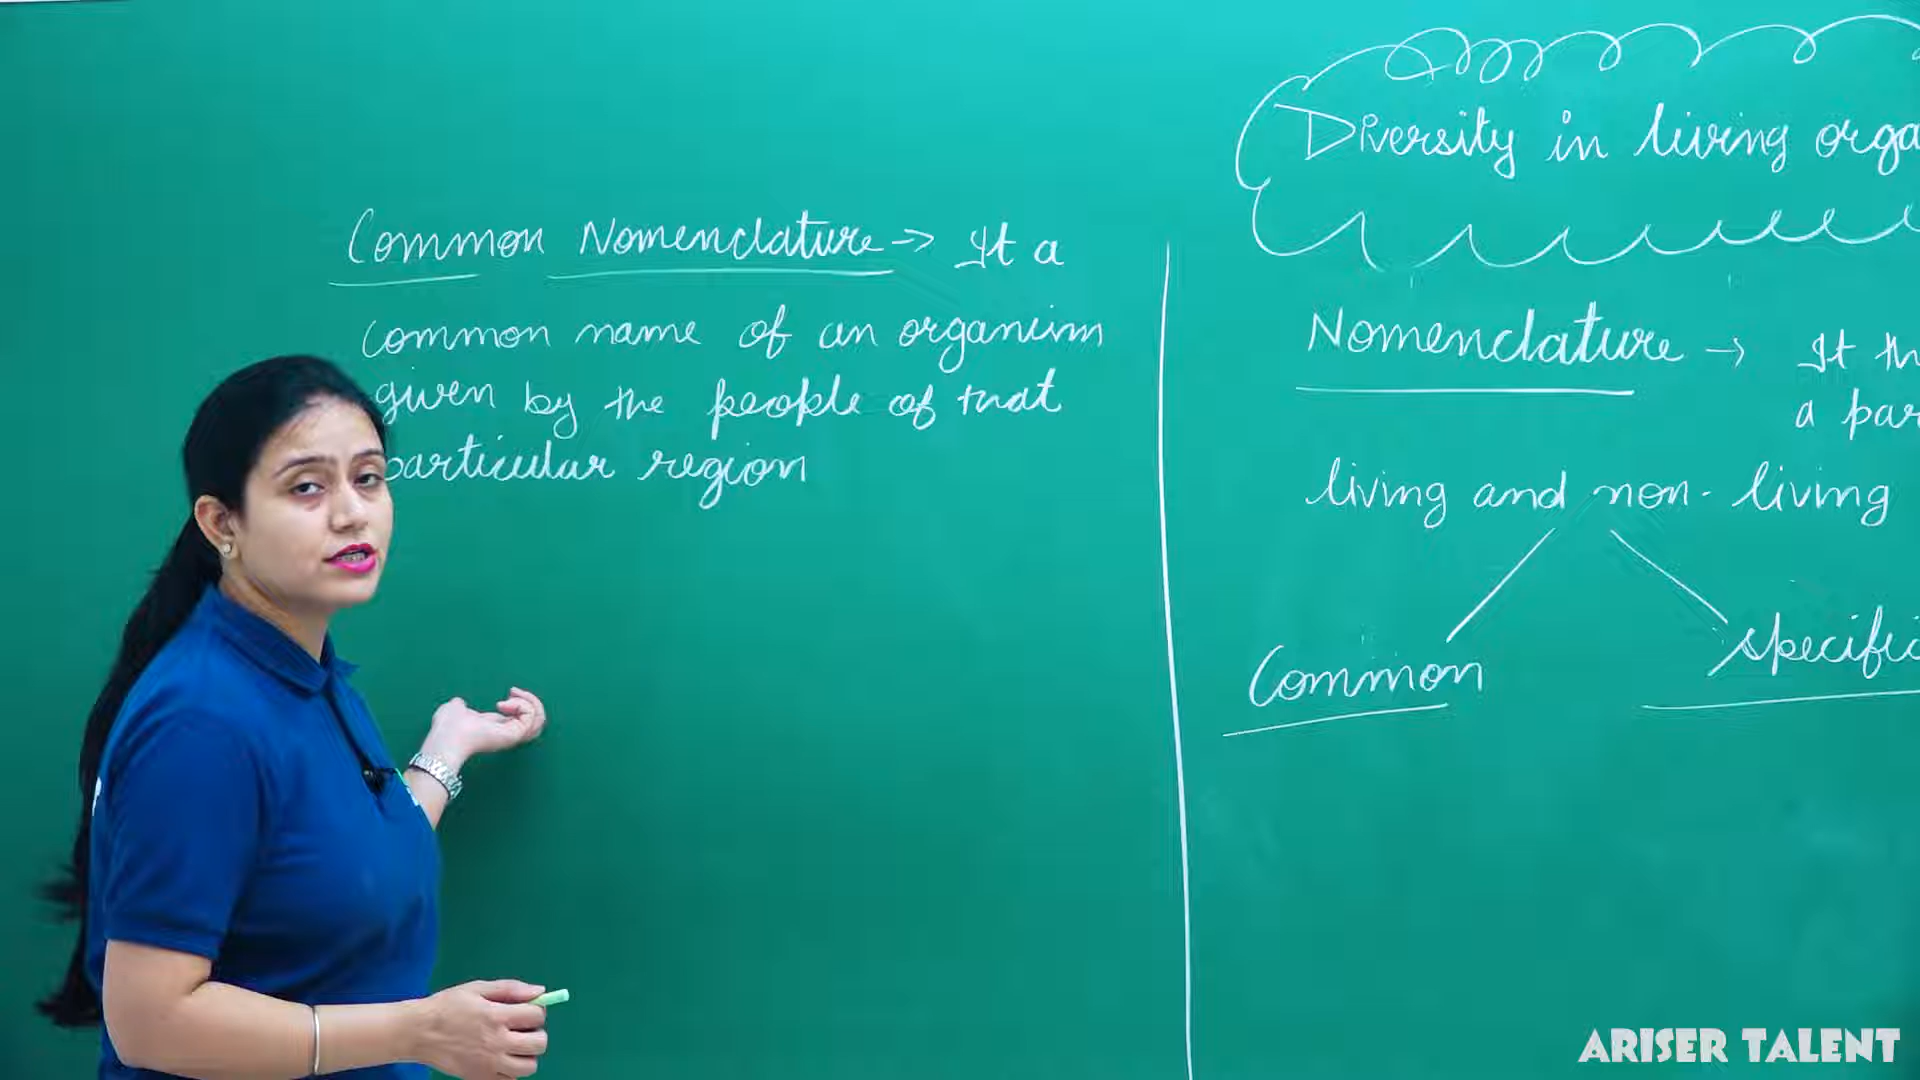 Common Nomenclature -> It a
common name of an organism
given by the people of that
particular region
Diversity in living orga
Nomenclature -> It th
a par
living and non-living
Common specific
ARISER TALENT